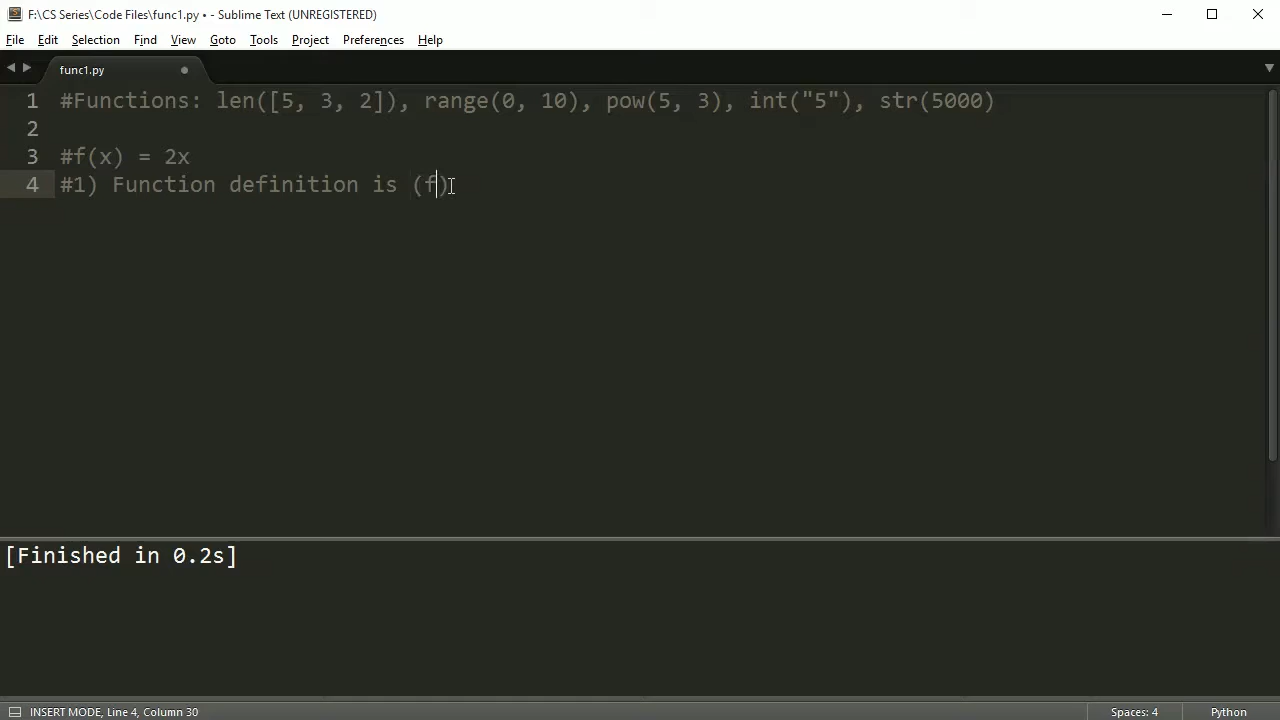 F:\CS Series\Code Files\func1.py • - Sublime Text (UNREGISTERED)
File Edit Selection Find View Goto Tools Project Preferences Help
func1.py
1 #Functions: len([5, 3, 2]), range(0, 10), pow(5, 3), int("5"), str(5000)
2
3 #f(x) = 2x
4 #1) Function definition is (f)
[Finished in 0.2s]
INSERT MODE, Line 4, Column 30 Spaces: 4 Python